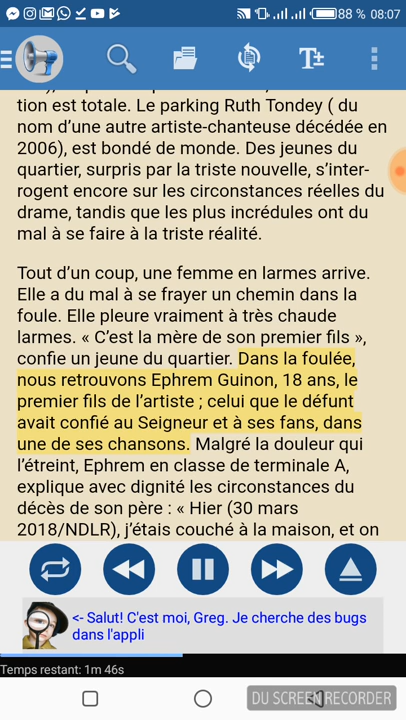 88 % 08:07
T±
tion est totale. Le parking Ruth Tondey ( du
nom d’une autre artiste-chanteuse décédée en
2006), est bondé de monde. Des jeunes du
quartier, surpris par la triste nouvelle, s’inter-
rogent encore sur les circonstances réelles du
drame, tandis que les plus incrédules ont du
mal à se faire à la triste réalité.
Tout d’un coup, une femme en larmes arrive.
Elle a du mal à se frayer un chemin dans la
foule. Elle pleure vraiment à très chaude
larmes. « C’est la mère de son premier fils »,
confie un jeune du quartier. Dans la foulée,
nous retrouvons Ephrem Guinon, 18 ans, le
premier fils de l’artiste ; celui que le défunt
avait confié au Seigneur et à ses fans, dans
une de ses chansons. Malgré la douleur qui
l’étreint, Ephrem en classe de terminale A,
explique avec dignité les circonstances du
décès de son père : « Hier (30 mars
2018/NDLR), j’étais couché à la maison, et on
<- Salut! C'est moi, Greg. Je cherche des bugs
dans l'appli
Temps restant: 1m 46s
DU SCREEN RECORDER